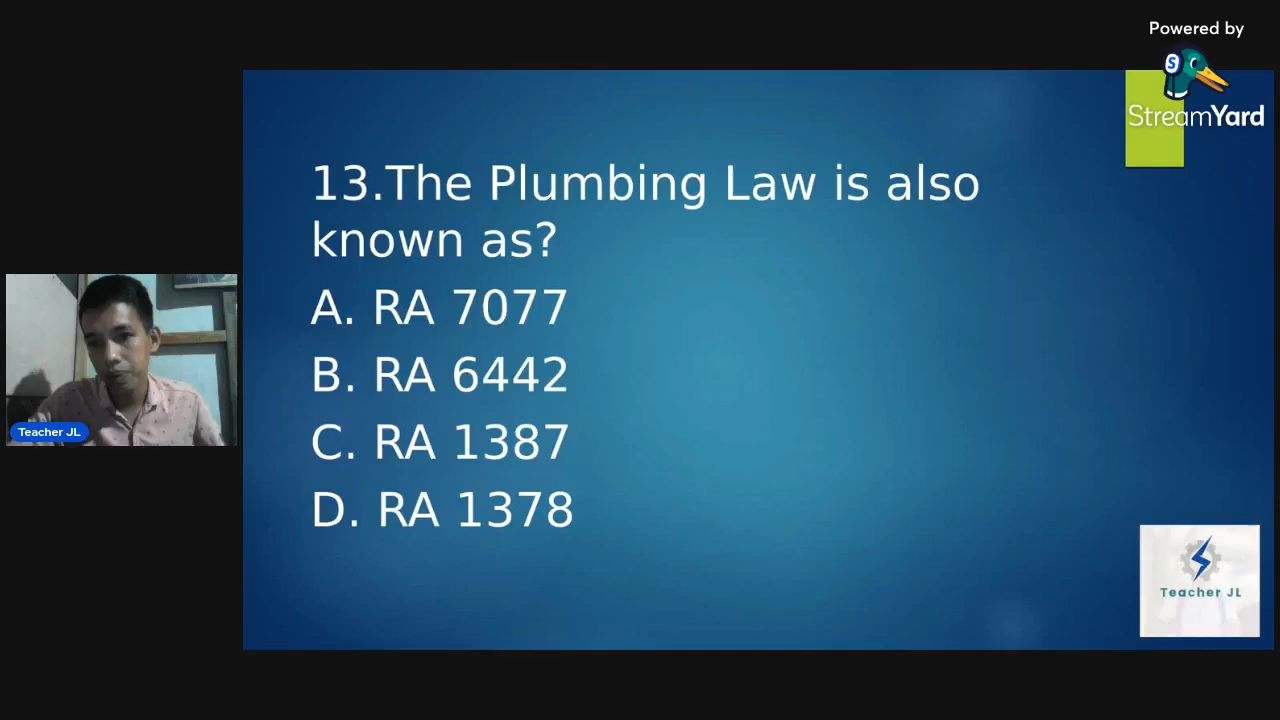 Powered by
StreamYard
13.The Plumbing Law is also
known as?
A. RA 7077
B. RA 6442
C. RA 1387
D. RA 1378
Teacher JL
Teacher JL